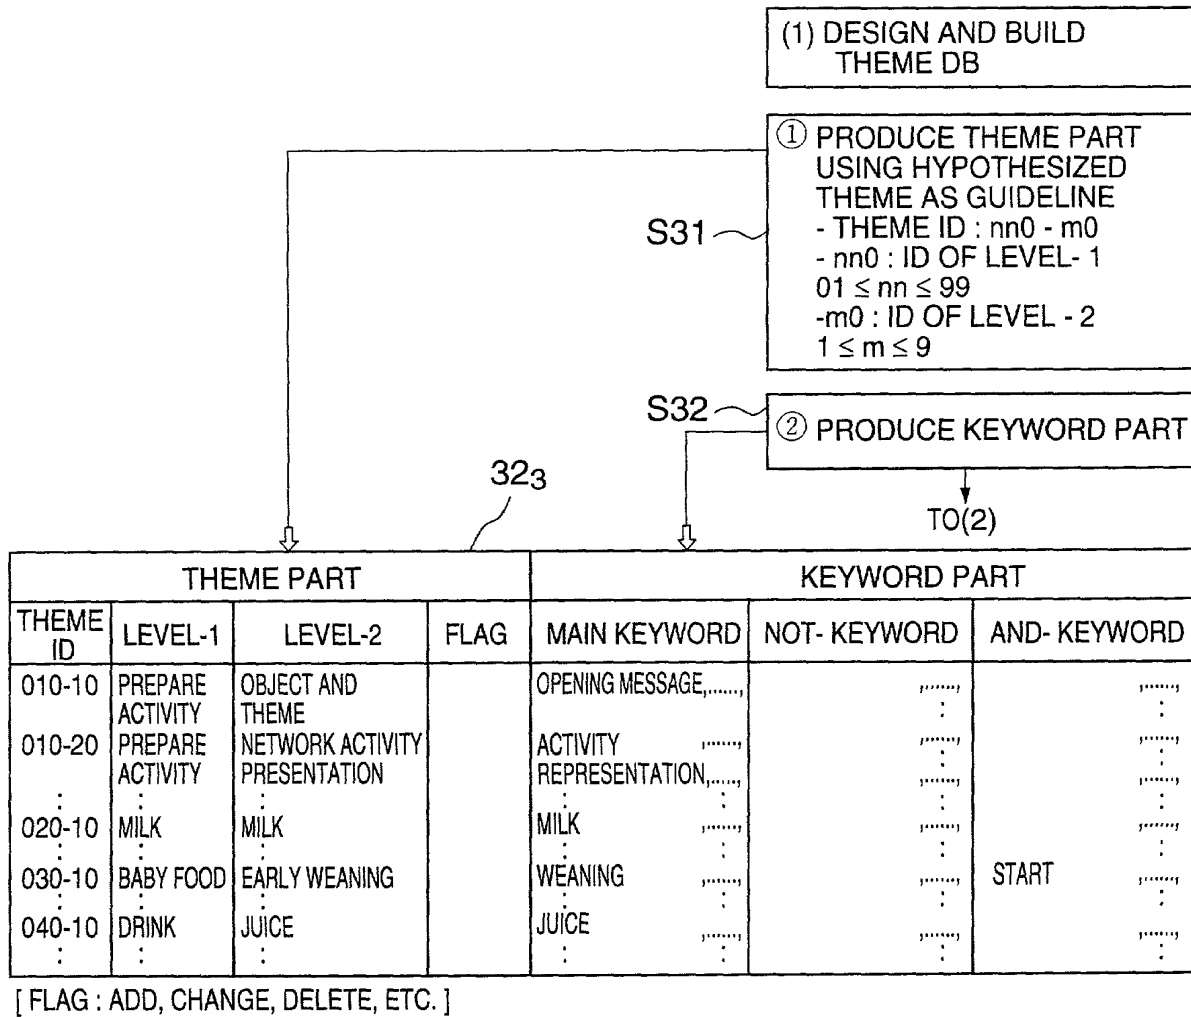 (1) DESIGN AND BUILD
THEME DB
① PRODUCE THEME PART
USING HYPOTHESIZED
THEME AS GUIDELINE
- THEME ID : nn0 - m0
- nn0 : ID OF LEVEL- 1
01 ≤ nn ≤ 99
-m0 : ID OF LEVEL - 2
1 ≤ m ≤ 9
S31
S32
② PRODUCE KEYWORD PART
TO(2)
32₃
THEME PART KEYWORD PART
THEME ID LEVEL-1 LEVEL-2 FLAG MAIN KEYWORD NOT- KEYWORD AND- KEYWORD
010-10 PREPARE OBJECT AND OPENING MESSAGE,......, ,......, ,......,
ACTIVITY THEME : :
010-20 PREPARE NETWORK ACTIVITY ACTIVITY ,......, ,......, ,......,
ACTIVITY PRESENTATION REPRESENTATION,......, ,......, ,......,
: : : : : : :
020-10 MILK MILK MILK ,......, ,......, ,......,
: : : : : : :
030-10 BABY FOOD EARLY WEANING WEANING ,......, ,......, START ,......,
: : : : : : :
040-10 DRINK JUICE JUICE ,......, ,......, ,......,
: : : : : : :
[ FLAG : ADD, CHANGE, DELETE, ETC. ]